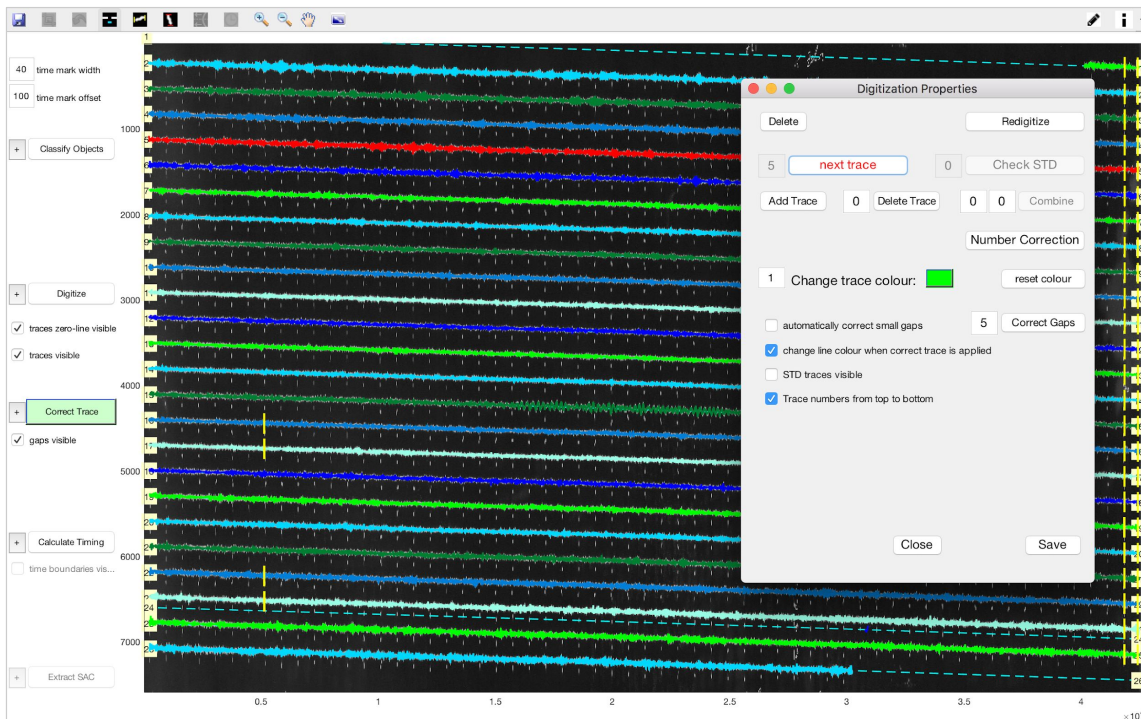 Digitization Properties
Delete
Redigitize
5
next trace
0
Check STD
Add Trace
0
Delete Trace
0
0
Combine
Number Correction
1
Change trace colour:
reset colour
automatically correct small gaps
5
Correct Gaps
change line colour when correct trace is applied
STD traces visible
Trace numbers from top to bottom
Close
Save
40
time mark width
100
time mark offset
+
Classify Objects
+
Digitize
traces zero-line visible
traces visible
+
Correct Trace
gaps visible
+
Calculate Timing
time boundaries vis...
+
Extract SAC
1
1000
2000
3000
4000
5000
6000
7000
24
0.5
1
1.5
2
2.5
3
3.5
4